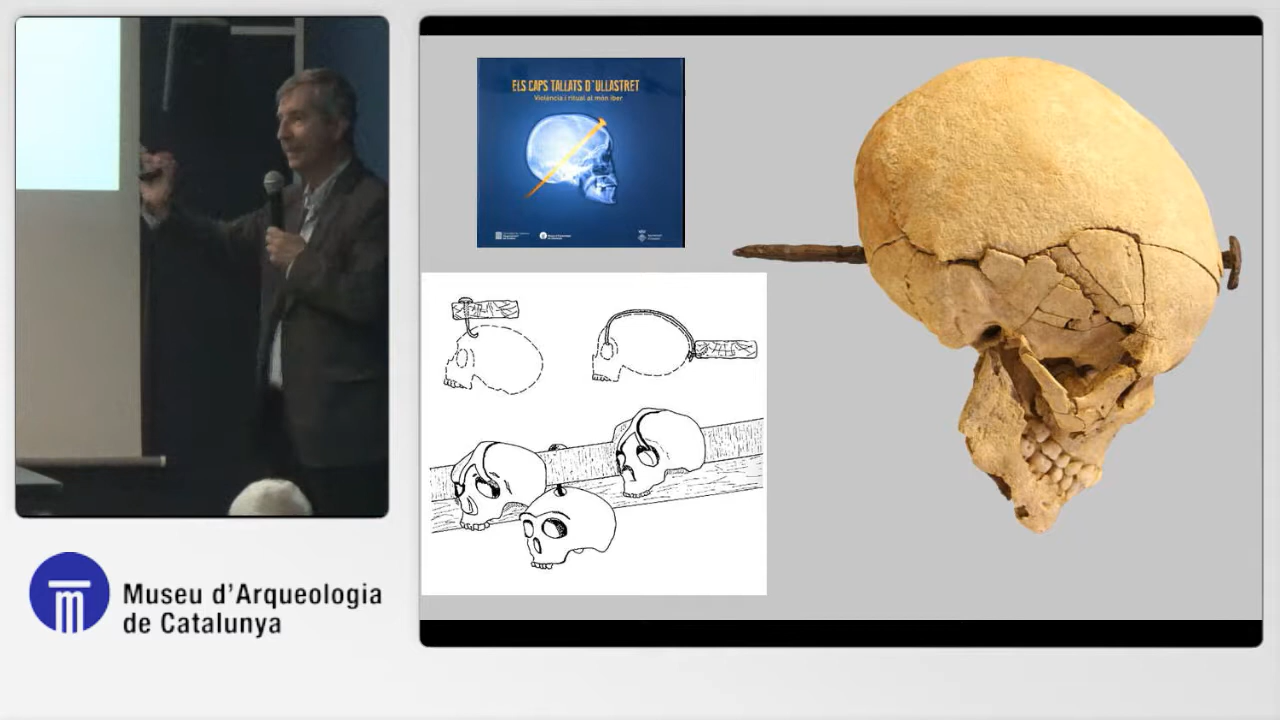 ELS CAPS TALLATS D'ULLASTRET
Violència i ritual al món iber
Museu d'Arqueologia
de Catalunya